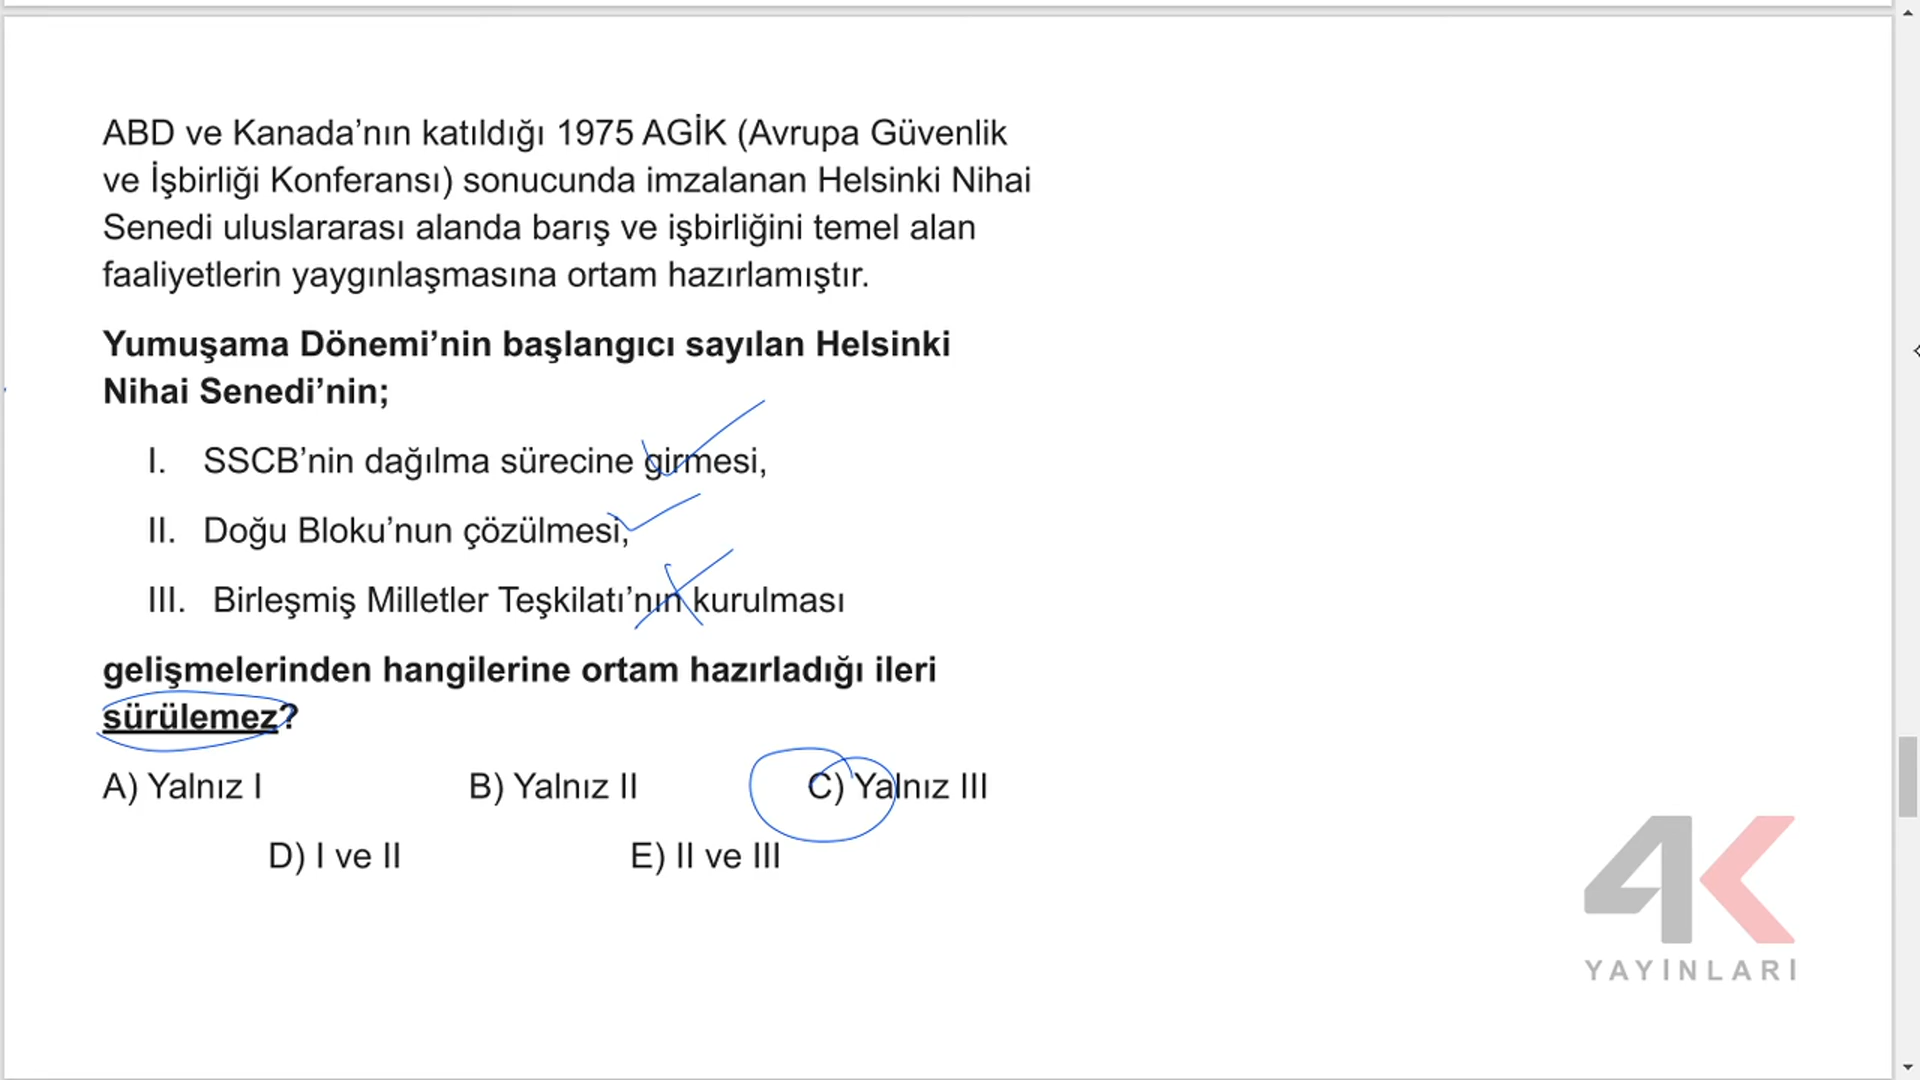 ABD ve Kanada’nın katıldığı 1975 AGİK (Avrupa Güvenlik
ve İşbirliği Konferansı) sonucunda imzalanan Helsinki Nihai
Senedi uluslararası alanda barış ve işbirliğini temel alan
faaliyetlerin yaygınlaşmasına ortam hazırlamıştır.
Yumuşama Dönemi’nin başlangıcı sayılan Helsinki
Nihai Senedi’nin;
I. SSCB’nin dağılma sürecine girmesi,
II. Doğu Bloku’nun çözülmesi,
III. Birleşmiş Milletler Teşkilatı’nın kurulması
gelişmelerinden hangilerine ortam hazırladığı ileri
sürülemez?
A) Yalnız I B) Yalnız II C) Yalnız III
D) I ve II E) II ve III
4K
YAYINLARI